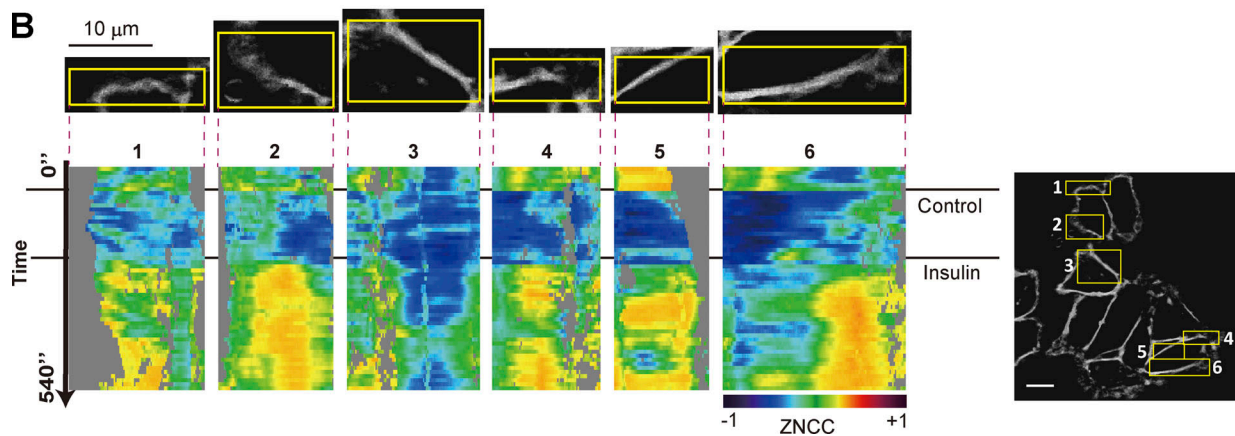 B
10 μm
1 2 3 4 5 6
0’’
Control
Time
Insulin
540’’
-1 +1
ZNCC
1
2
3
4
5
6